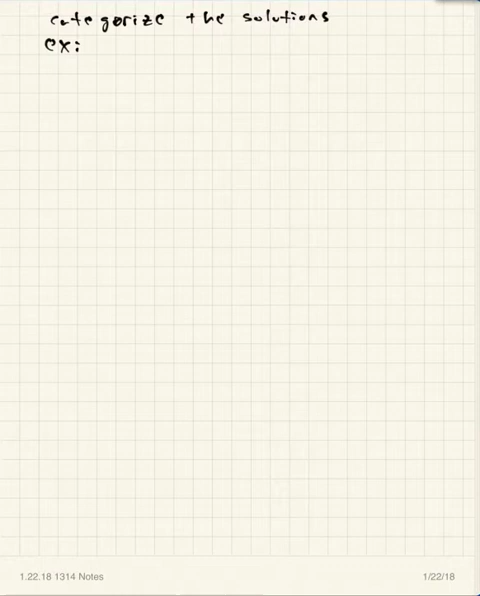 categorize the solutions
ex:
1.22.18 1314 Notes
1/22/18